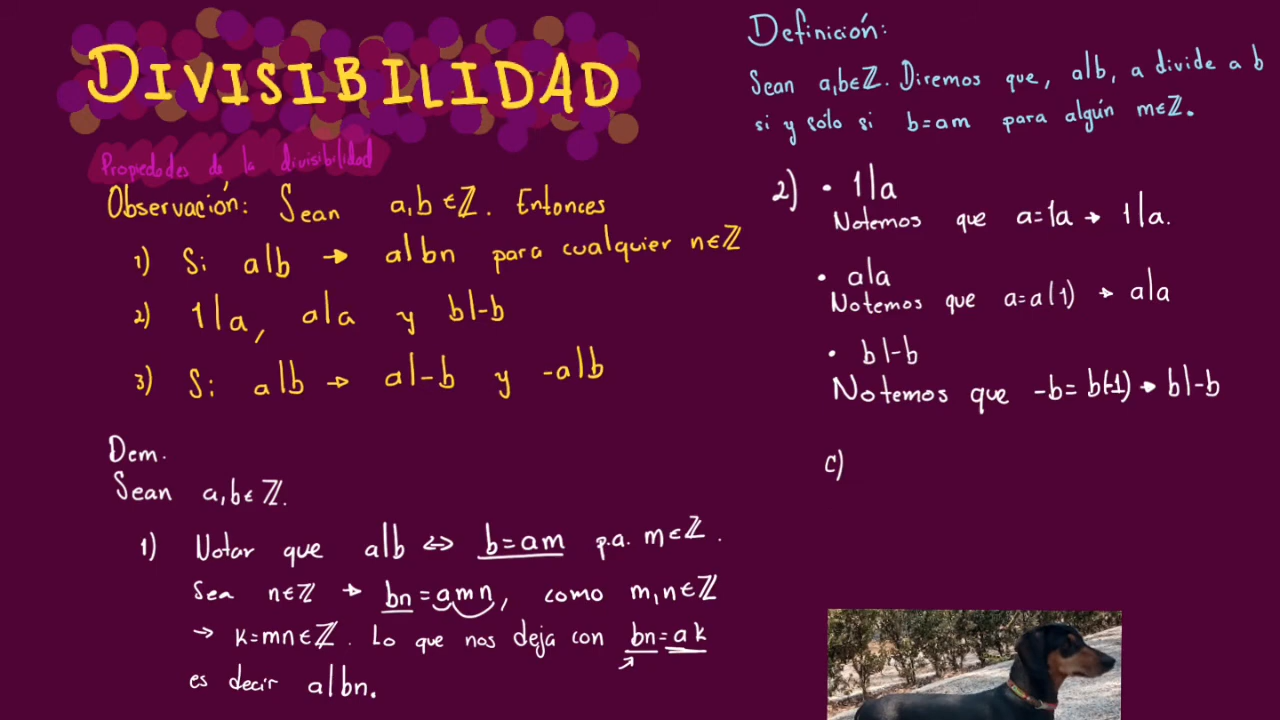 DIVISIBILIDAD
Propiedades de la divisibilidad
Observación: Sean a,b ∈ ℤ. Entonces
1) Si a|b → a|bn para cualquier n∈ℤ
2) 1|a, a|a y b|-b
3) Si a|b → a|-b y -a|b
Dem.
Sean a,b∈ℤ.
1) Notar que a|b ↔ b=am p.a. m∈ℤ.
Sea n∈ℤ → bn=amn, como m,n∈ℤ
→ k=mn∈ℤ. Lo que nos deja con bn=ak
es decir a|bn.
Definición:
Sean a,b∈ℤ. Diremos que, a|b, a divide a b
si y sólo si b=am para algún m∈ℤ.
2) • 1|a
Notemos que a=1a → 1|a.
• a|a
Notemos que a=a(1) → a|a
• b|-b
Notemos que -b=b(-1) → b|-b
c)